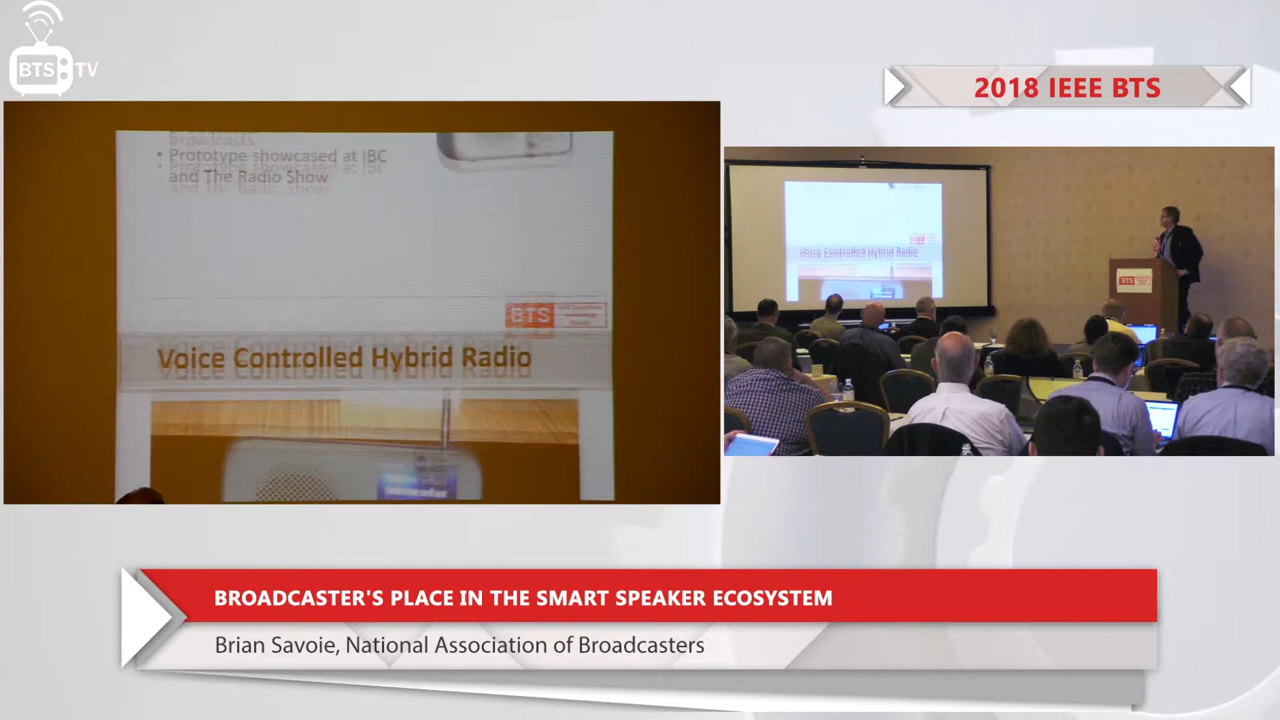 BTS TV
2018 IEEE BTS
broadcasts
• Prototype showcased at IBC
and The Radio Show
BTS
Voice Controlled Hybrid Radio
Voice Controlled Hybrid Radio
BTS
BROADCASTER'S PLACE IN THE SMART SPEAKER ECOSYSTEM
Brian Savoie, National Association of Broadcasters